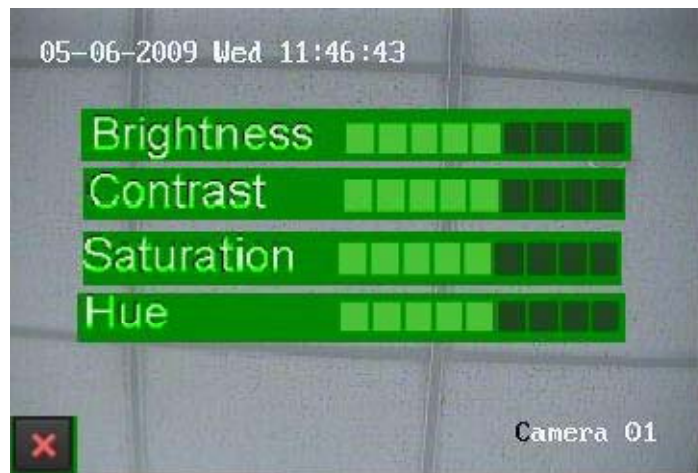 05-06-2009 Wed 11:46:43
Brightness
Contrast
Saturation
Hue
Camera 01